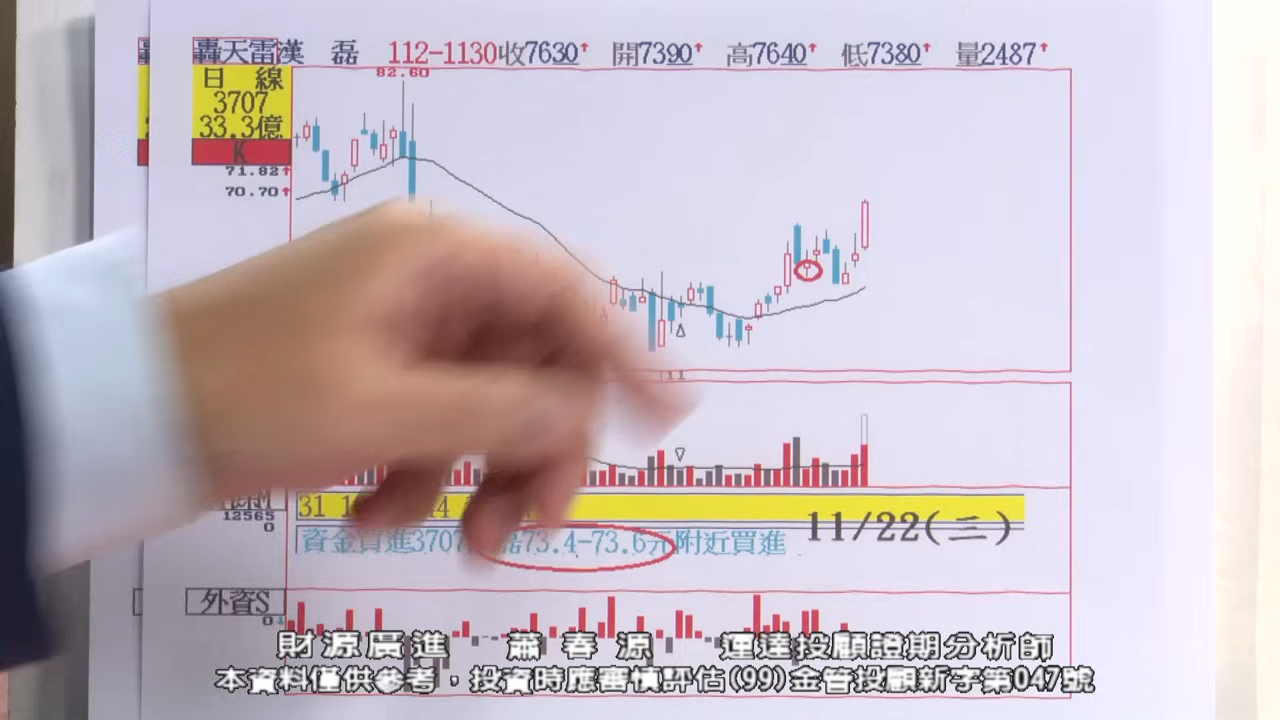 轟天雷漢 磊 112-1130收7630↑ 開7390↑ 高7640↑ 低7380↑ 量2487↑
日 線
3707
33.3億
K
82.60
71.82↑
70.70↑
11
12565
0
31
11/22(三)
資金買進3707 磊73.4-73.6元附近買進
外資S
0
財源廣進 蕭春源 運達投顧證期分析師
本資料僅供參考，投資時應審慎評估(99)金管投顧新字第047號